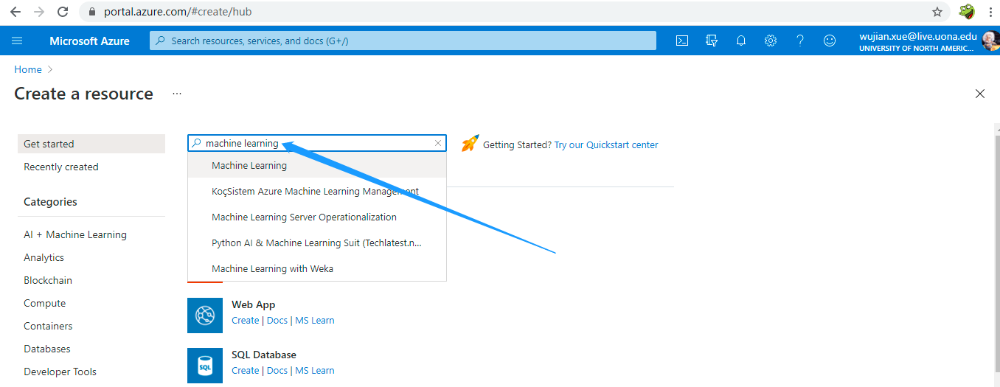 portal.azure.com/#create/hub
Microsoft Azure
Search resources, services, and docs (G+/)
wujian.xue@live.uona.edu
UNIVERSITY OF NORTH AMERIC...
Home
Create a resource
...
Get started
Recently created
Categories
AI + Machine Learning
Analytics
Blockchain
Compute
Containers
Databases
Developer Tools
machine learning
Machine Learning
KoçSistem Azure Machine Learning Management
Machine Learning Server Operationalization
Python AI & Machine Learning Suit (Techlatest.n...
Machine Learning with Weka
Getting Started? Try our Quickstart center
Web App
Create | Docs | MS Learn
SQL
SQL Database
Create | Docs | MS Learn